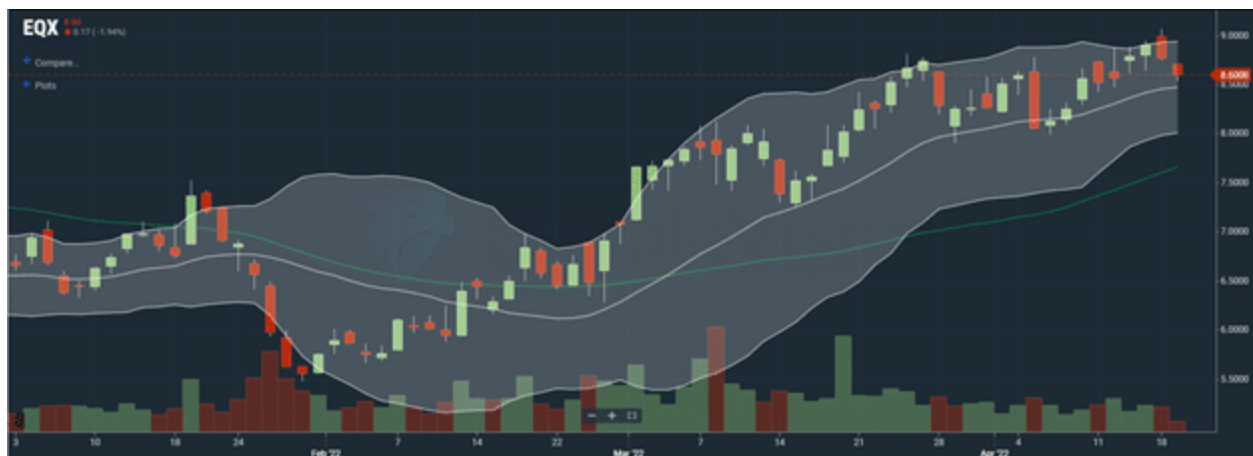 EQX 8.60
0.17 ( -1.94%)
Compare...
Plots
9.0000
8.6000
8.5000
8.0000
7.5000
7.0000
6.5000
6.0000
5.5000
3 10 18 24 7 14 22 7 14 21 28 4 11 18
Feb '22 Mar '22 Apr '22